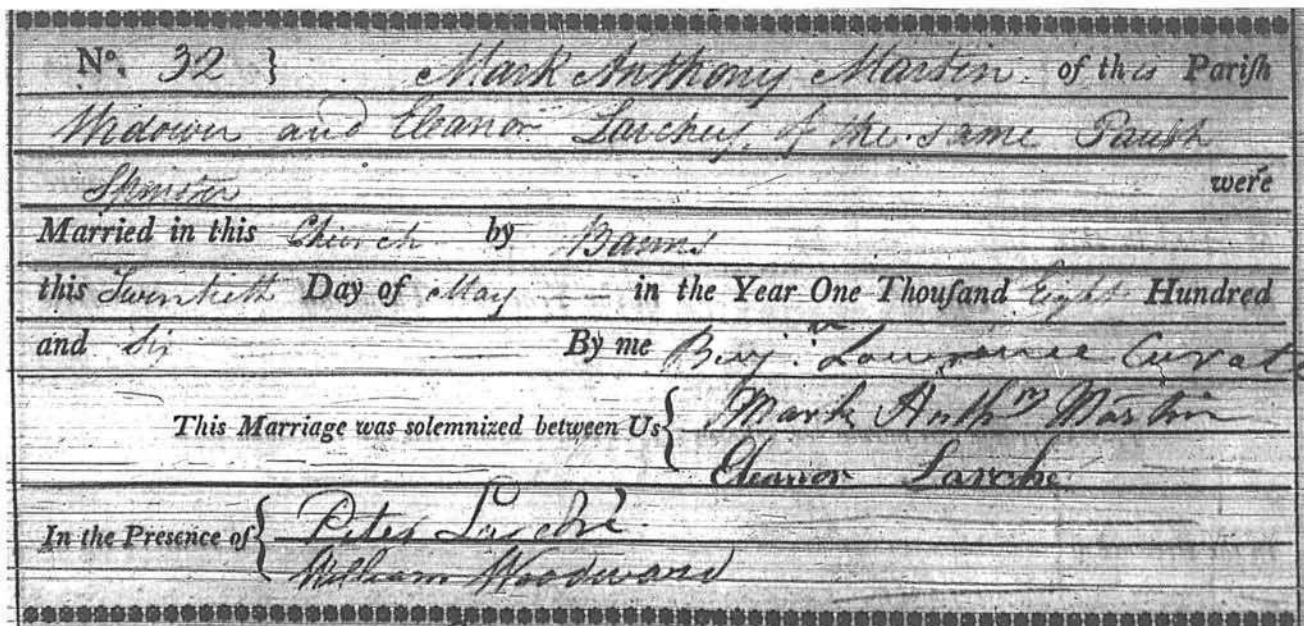 Nº. 32 } Mark Anthony Martin of this Pariſh
Widower and Eleanor Larchey, of the same Parish
Spinster were
Married in this Church by Banns
this Twentieth Day of May — in the Year One Thouſand Eight Hundred
and Six By me Benj.n Lawrence Curate
This Marriage was solemnized between Us { Mark Anthy Martin
Eleanor Larche
In the Presence of { Peter Larché
William Woodward